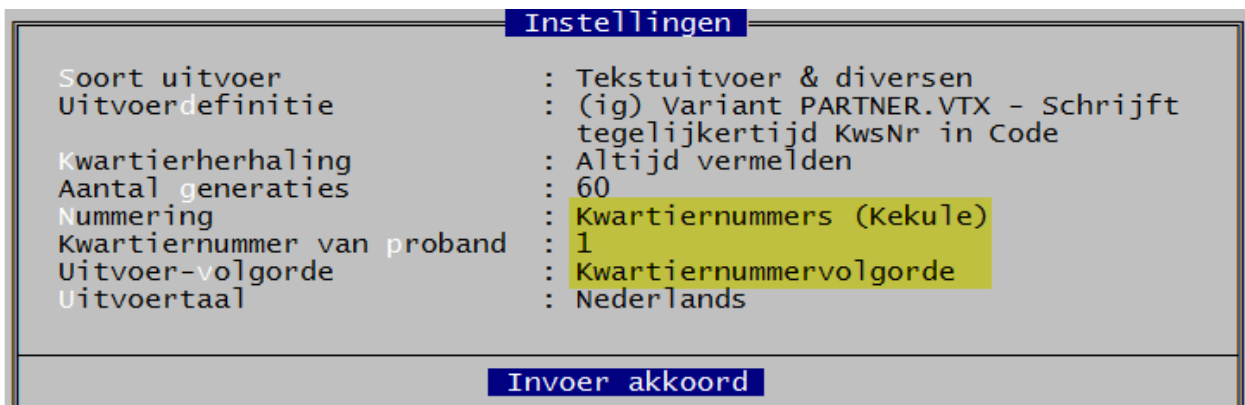 Instellingen
Soort uitvoer : Tekstuitvoer & diversen
Uitvoerdefinitie : (ig) Variant PARTNER.VTX - Schrijft
tegelijkertijd KwsNr in Code
Kwartierherhaling : Altijd vermelden
Aantal generaties : 60
Nummering : Kwartiernummers (Kekule)
Kwartiernummer van proband : 1
Uitvoer-volgorde : Kwartiernummervolgorde
Uitvoertaal : Nederlands
Invoer akkoord